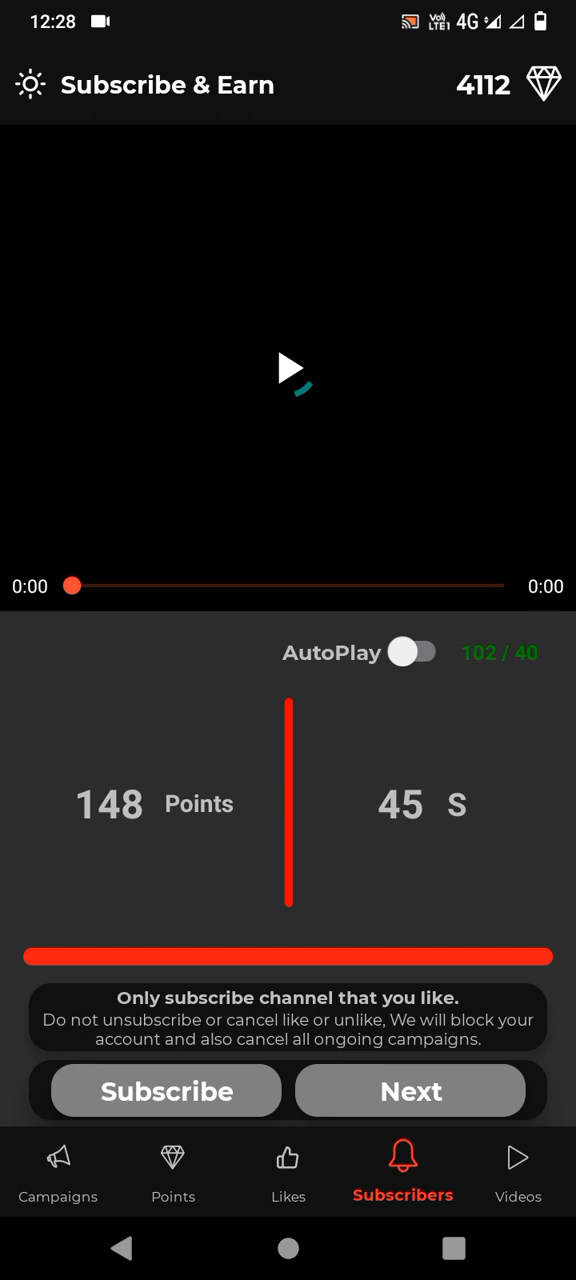 12:28 Vo) LTE1 4G
Subscribe & Earn 4112
0:00 0:00
AutoPlay 102 / 40
148 Points 45 S
Only subscribe channel that you like.
Do not unsubscribe or cancel like or unlike, We will block your
account and also cancel all ongoing campaigns.
Subscribe Next
Campaigns Points Likes Subscribers Videos